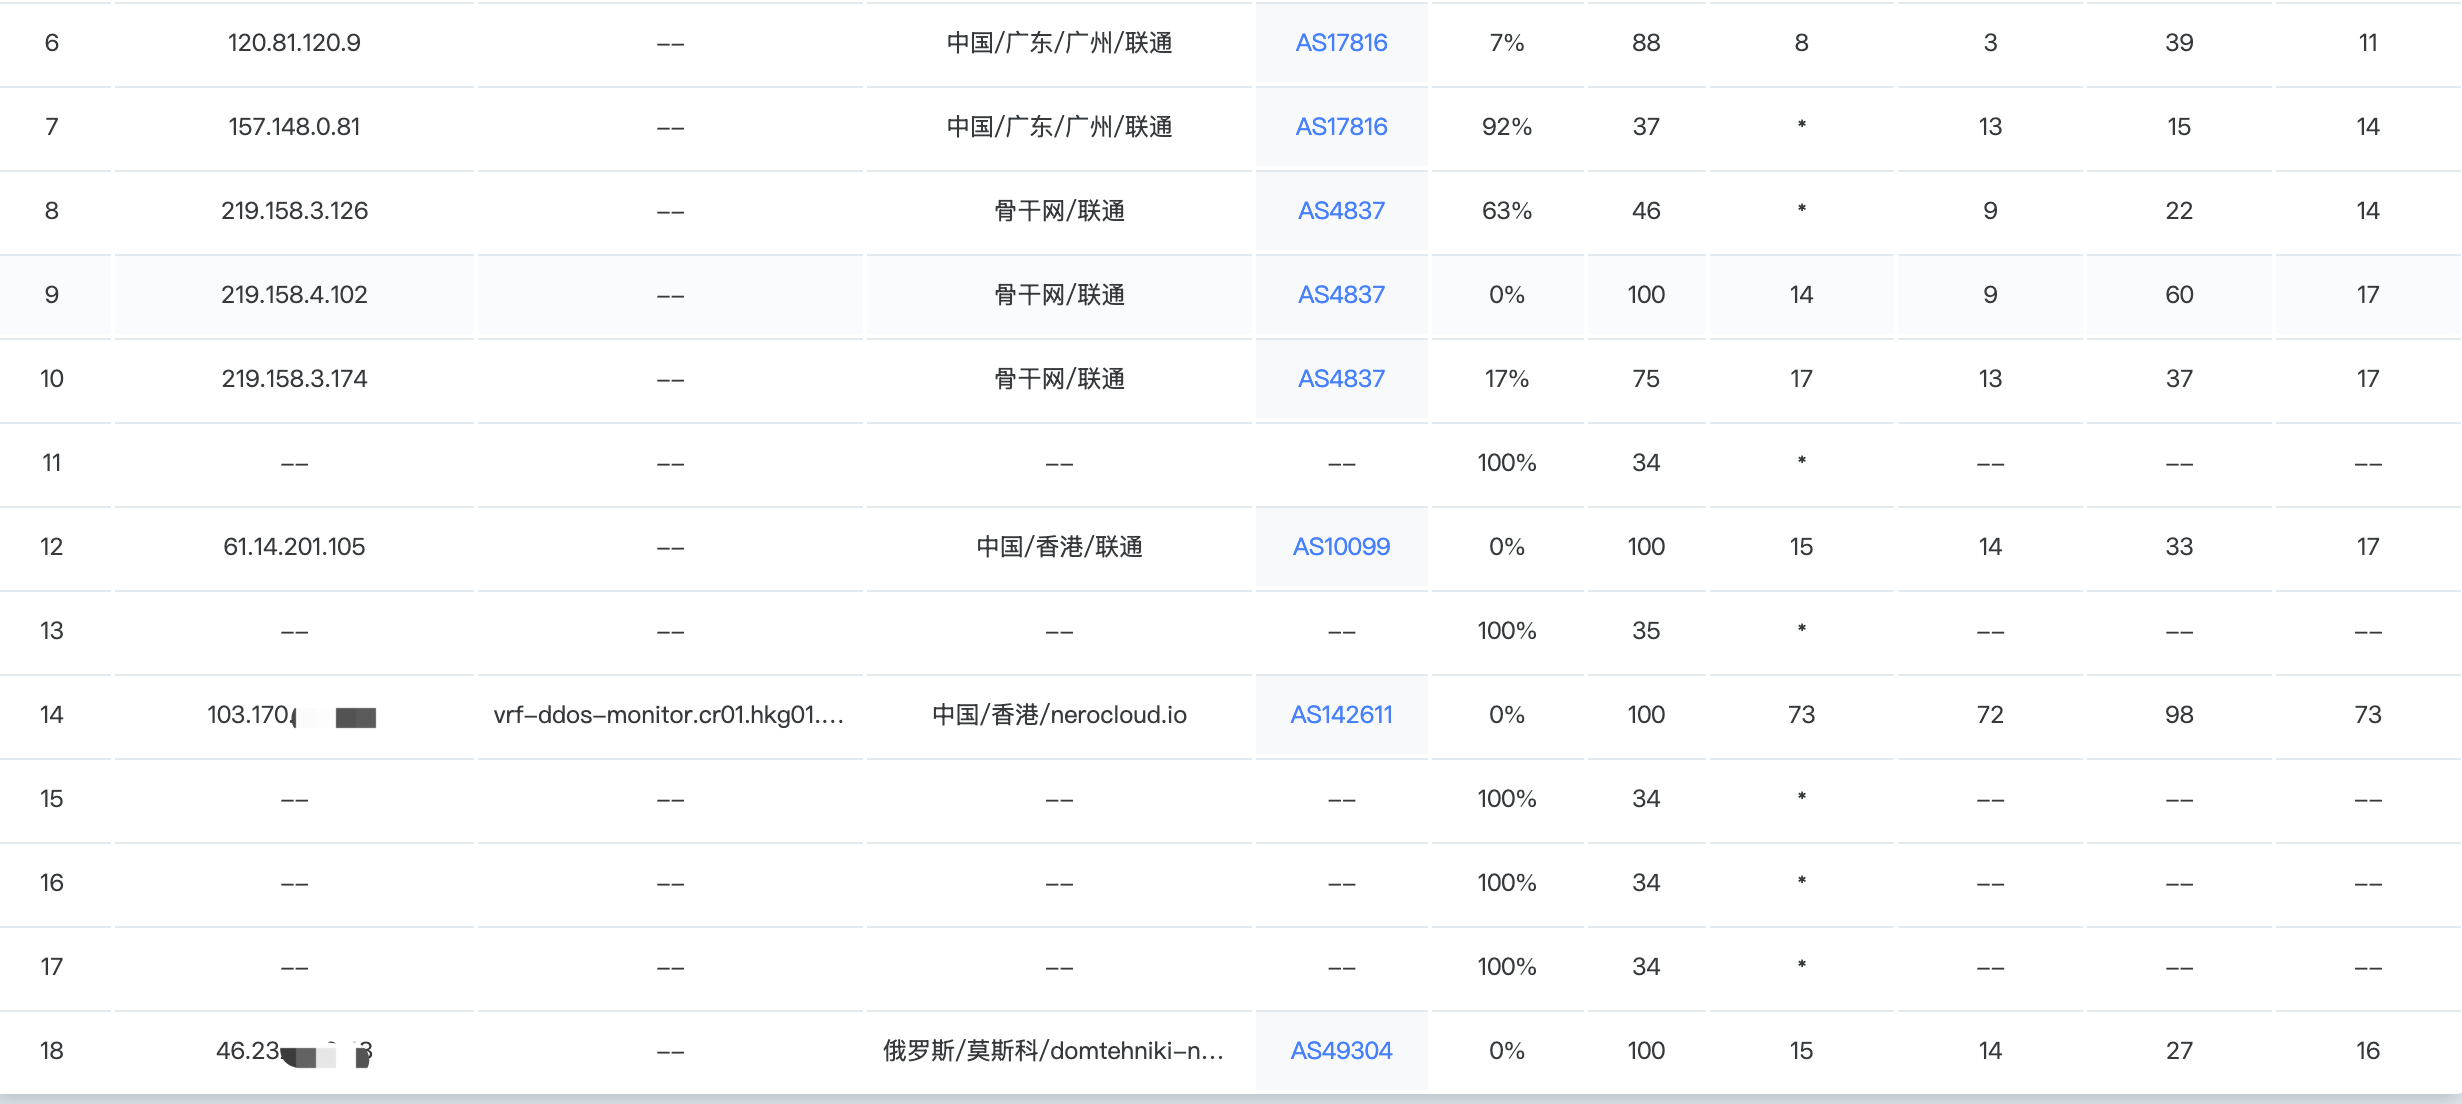 6 120.81.120.9 –– 中国/广东/广州/联通 AS17816 7% 88 8 3 39 11
7 157.148.0.81 –– 中国/广东/广州/联通 AS17816 92% 37 * 13 15 14
8 219.158.3.126 –– 骨干网/联通 AS4837 63% 46 * 9 22 14
9 219.158.4.102 –– 骨干网/联通 AS4837 0% 100 14 9 60 17
10 219.158.3.174 –– 骨干网/联通 AS4837 17% 75 17 13 37 17
11 –– –– –– –– 100% 34 * –– –– ––
12 61.14.201.105 –– 中国/香港/联通 AS10099 0% 100 15 14 33 17
13 –– –– –– –– 100% 35 * –– –– ––
14 103.170. vrf-ddos-monitor.cr01.hkg01.... 中国/香港/nerocloud.io AS142611 0% 100 73 72 98 73
15 –– –– –– –– 100% 34 * –– –– ––
16 –– –– –– –– 100% 34 * –– –– ––
17 –– –– –– –– 100% 34 * –– –– ––
18 46.23 –– 俄罗斯/莫斯科/domtehniki-n... AS49304 0% 100 15 14 27 16